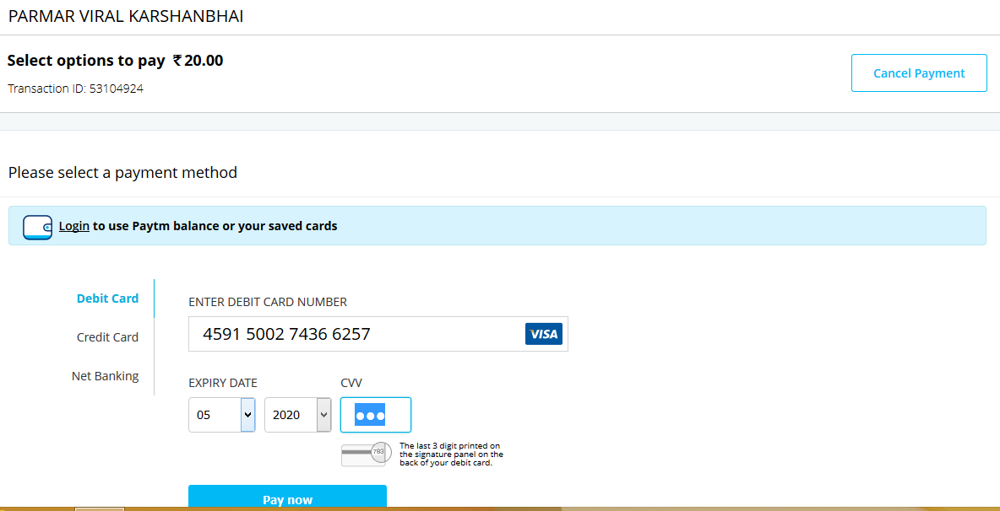 PARMAR VIRAL KARSHANBHAI
Select options to pay ₹ 20.00
Transaction ID: 53104924
Cancel Payment
Please select a payment method
Login to use Paytm balance or your saved cards
Debit Card
Credit Card
Net Banking
ENTER DEBIT CARD NUMBER
4591 5002 7436 6257
VISA
EXPIRY DATE
CVV
05
2020
●●●
783
The last 3 digit printed on
the signature panel on the
back of your debit card.
Pay now